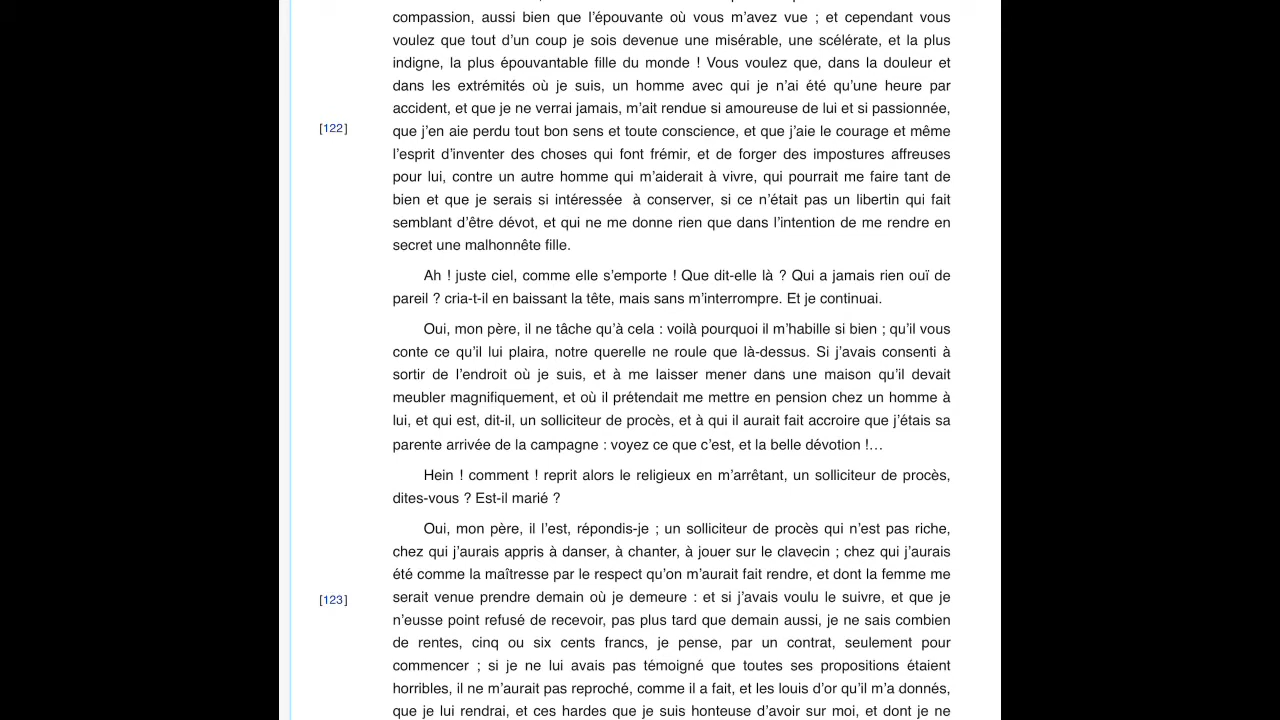 compassion, aussi bien que l’épouvante où vous m’avez vue ; et cependant vous
voulez que tout d’un coup je sois devenue une misérable, une scélérate, et la plus
indigne, la plus épouvantable fille du monde ! Vous voulez que, dans la douleur et
dans les extrémités où je suis, un homme avec qui je n’ai été qu’une heure par
accident, et que je ne verrai jamais, m’ait rendue si amoureuse de lui et si passionnée,
[122]
que j’en aie perdu tout bon sens et toute conscience, et que j’aie le courage et même
l’esprit d’inventer des choses qui font frémir, et de forger des impostures affreuses
pour lui, contre un autre homme qui m’aiderait à vivre, qui pourrait me faire tant de
bien et que je serais si intéressée à conserver, si ce n’était pas un libertin qui fait
semblant d’être dévot, et qui ne me donne rien que dans l’intention de me rendre en
secret une malhonnête fille.
Ah ! juste ciel, comme elle s’emporte ! Que dit-elle là ? Qui a jamais rien ouï de
pareil ? cria-t-il en baissant la tête, mais sans m’interrompre. Et je continuai.
Oui, mon père, il ne tâche qu’à cela : voilà pourquoi il m’habille si bien ; qu’il vous
conte ce qu’il lui plaira, notre querelle ne roule que là-dessus. Si j’avais consenti à
sortir de l’endroit où je suis, et à me laisser mener dans une maison qu’il devait
meubler magnifiquement, et où il prétendait me mettre en pension chez un homme à
lui, et qui est, dit-il, un solliciteur de procès, et à qui il aurait fait accroire que j’étais sa
parente arrivée de la campagne : voyez ce que c’est, et la belle dévotion !…
Hein ! comment ! reprit alors le religieux en m’arrêtant, un solliciteur de procès,
dites-vous ? Est-il marié ?
Oui, mon père, il l’est, répondis-je ; un solliciteur de procès qui n’est pas riche,
chez qui j’aurais appris à danser, à chanter, à jouer sur le clavecin ; chez qui j’aurais
été comme la maîtresse par le respect qu’on m’aurait fait rendre, et dont la femme me
[123]
serait venue prendre demain où je demeure : et si j’avais voulu le suivre, et que je
n’eusse point refusé de recevoir, pas plus tard que demain aussi, je ne sais combien
de rentes, cinq ou six cents francs, je pense, par un contrat, seulement pour
commencer ; si je ne lui avais pas témoigné que toutes ses propositions étaient
horribles, il ne m’aurait pas reproché, comme il a fait, et les louis d’or qu’il m’a donnés,
que je lui rendrai, et ces hardes que je suis honteuse d’avoir sur moi, et dont je ne